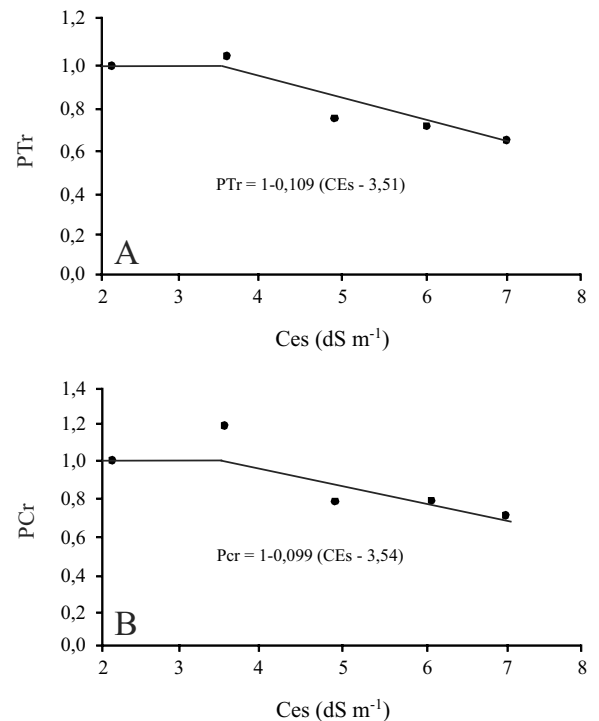 1,2
1,0
0,8
0,6
0,4
0,2
0,0
PTr
PTr = 1-0,109 (CEs - 3,51)
A
2 3 4 5 6 7 8
Ces (dS m-1)
1,4
1,2
1,0
0,8
0,6
0,4
0,2
0,0
PCr
Pcr = 1-0,099 (CEs - 3,54)
B
2 3 4 5 6 7 8
Ces (dS m-1)